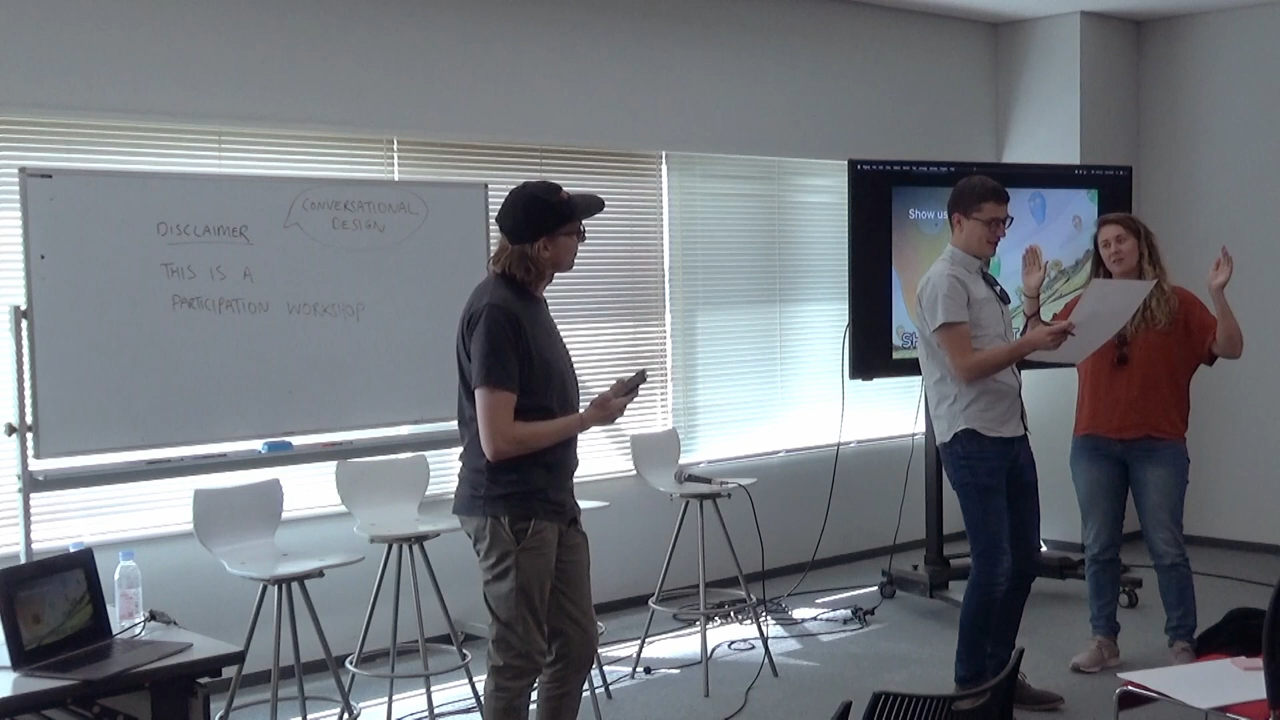 CONVERSATIONAL
DESIGN
DISCLAIMER
THIS IS A
PARTICIPATION WORKSHOP
Show us